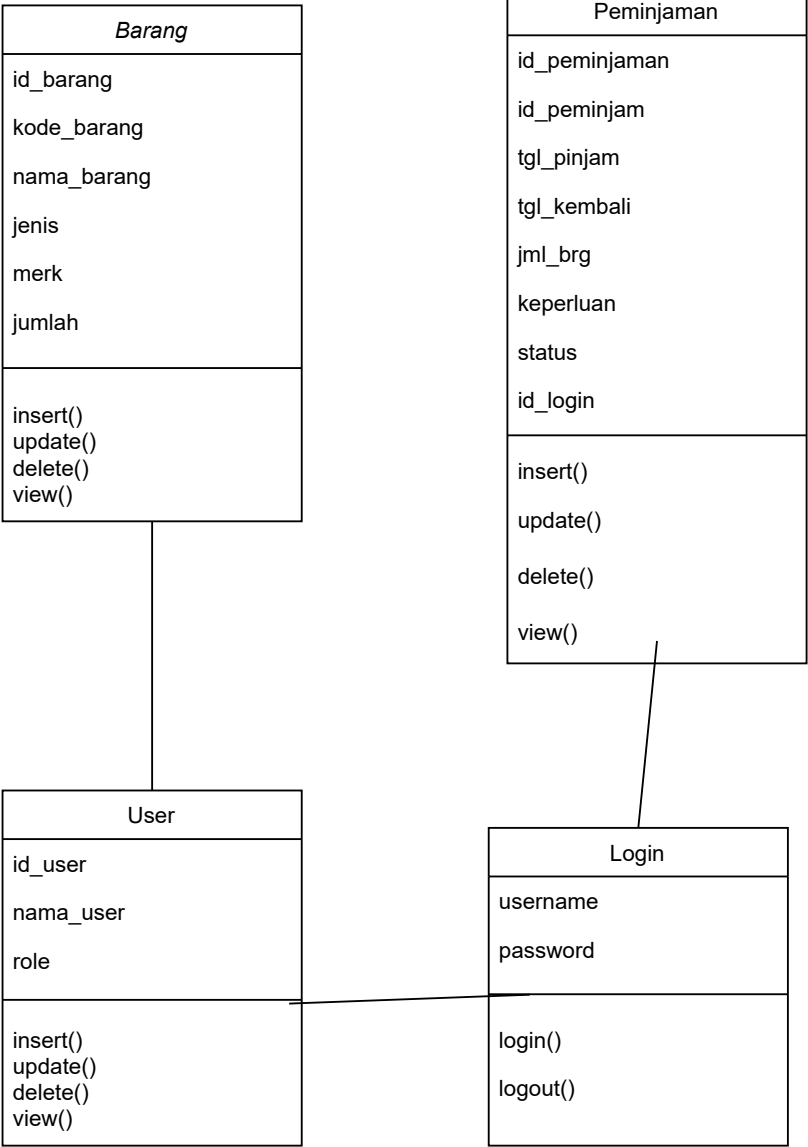 Barang
id_barang
kode_barang
nama_barang
jenis
merk
jumlah
insert()
update()
delete()
view()
Peminjaman
id_peminjaman
id_peminjam
tgl_pinjam
tgl_kembali
jml_brg
keperluan
status
id_login
insert()
update()
delete()
view()
User
id_user
nama_user
role
insert()
update()
delete()
view()
Login
username
password
login()
logout()